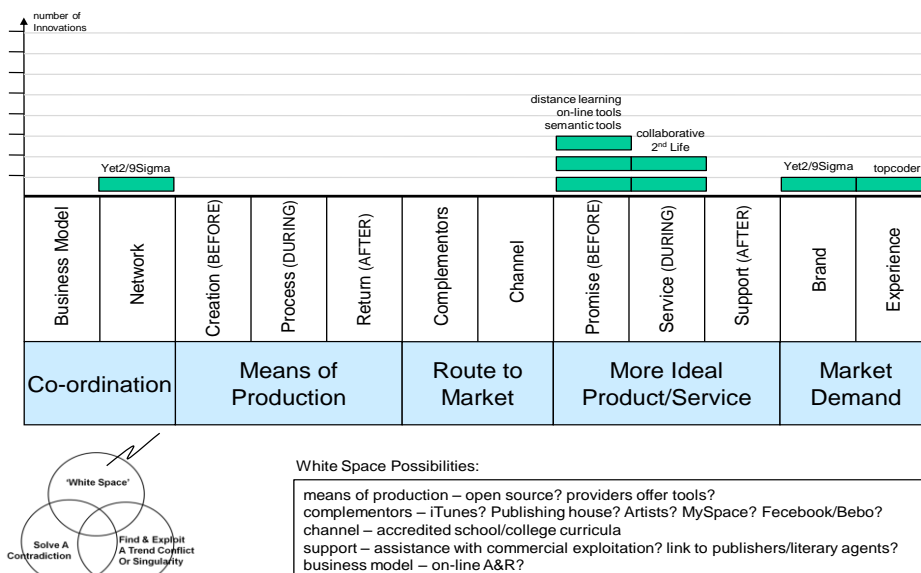 number of
Innovations
distance learning
on-line tools
semantic tools
collaborative
2nd Life
Yet2/9Sigma
Yet2/9Sigma
topcoder
Business Model
Network
Creation (BEFORE)
Process (DURING)
Return (AFTER)
Complementors
Channel
Promise (BEFORE)
Service (DURING)
Support (AFTER)
Brand
Experience
Co-ordination
Means of
Production
Route to
Market
More Ideal
Product/Service
Market
Demand
'White Space'
Solve A
Contradiction
Find & Exploit
A Trend Conflict
Or Singularity
White Space Possibilities:
means of production – open source? providers offer tools?
complementors – iTunes? Publishing house? Artists? MySpace? Fecebook/Bebo?
channel – accredited school/college curricula
support – assistance with commercial exploitation? link to publishers/literary agents?
business model – on-line A&R?